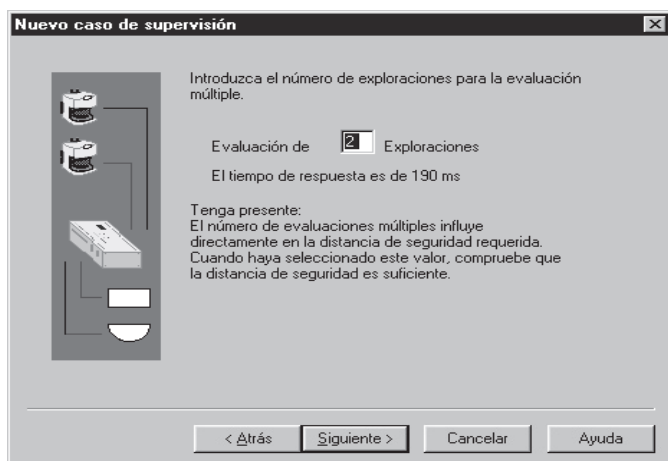 Nuevo caso de supervisión
Introduzca el número de exploraciones para la evaluación
múltiple.
Evaluación de 2 Exploraciones
El tiempo de respuesta es de 190 ms
Tenga presente:
El número de evaluaciones múltiples influye
directamente en la distancia de seguridad requerida.
Cuando haya seleccionado este valor, compruebe que
la distancia de seguridad es suficiente.
< Atrás Siguiente > Cancelar Ayuda